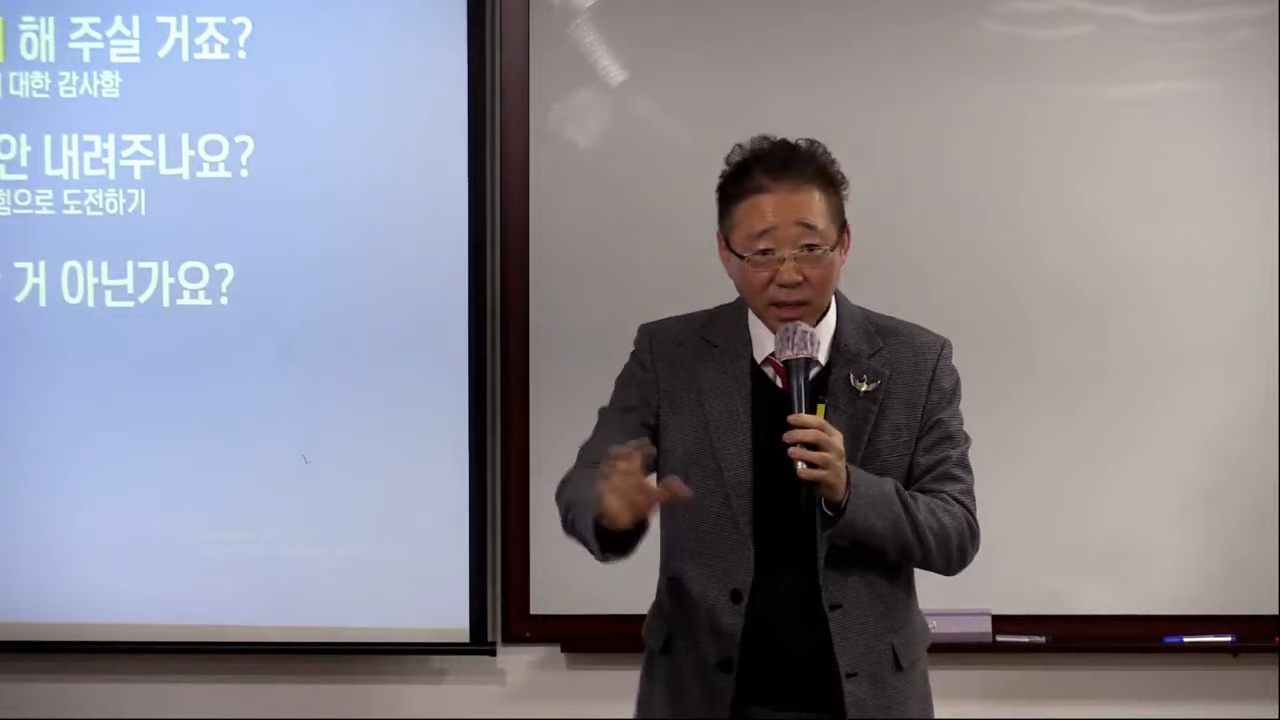 해 주실 거죠?
대한 감사함
안 내려주나요?
힘으로 도전하기
거 아닌가요?